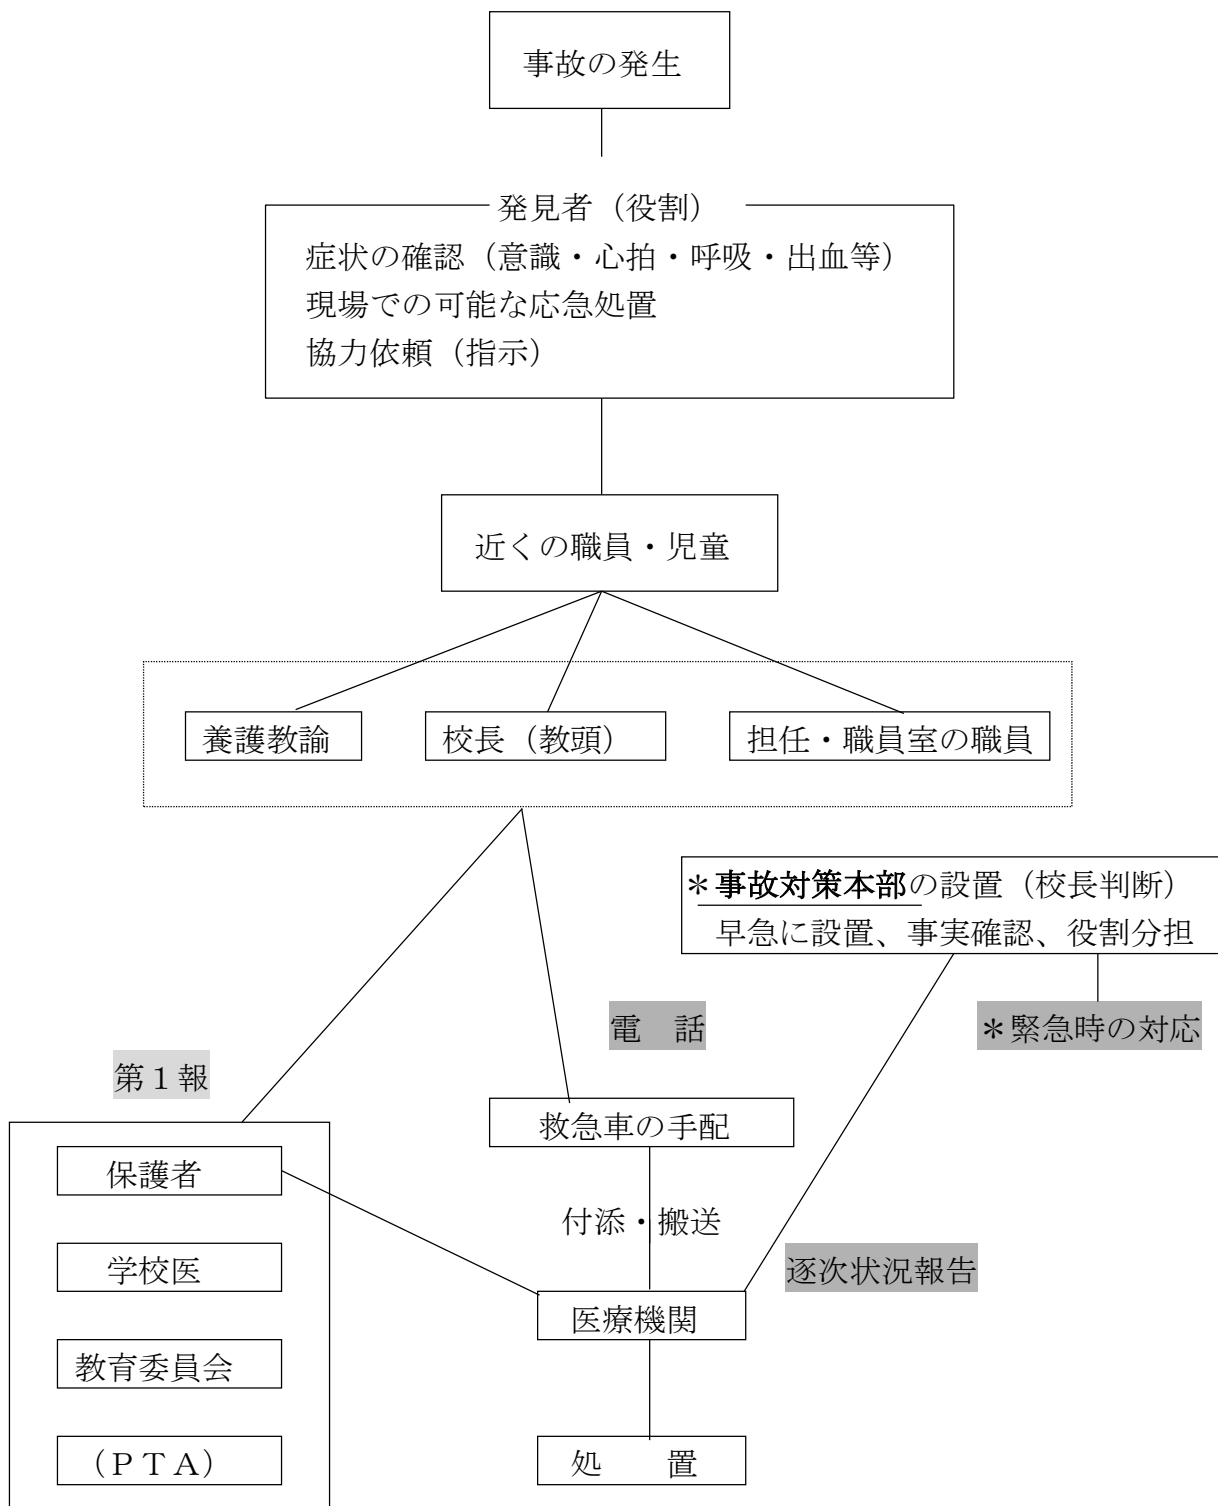 事故の発生
発見者（役割）
症状の確認（意識・心拍・呼吸・出血等）
現場での可能な応急処置
協力依頼（指示）
近くの職員・児童
養護教諭
校長（教頭）
担任・職員室の職員
＊事故対策本部の設置（校長判断）
早急に設置、事実確認、役割分担
電　話
＊緊急時の対応
第１報
救急車の手配
保護者
付添・搬送
学校医
逐次状況報告
医療機関
教育委員会
（ＰＴＡ）
処　　置